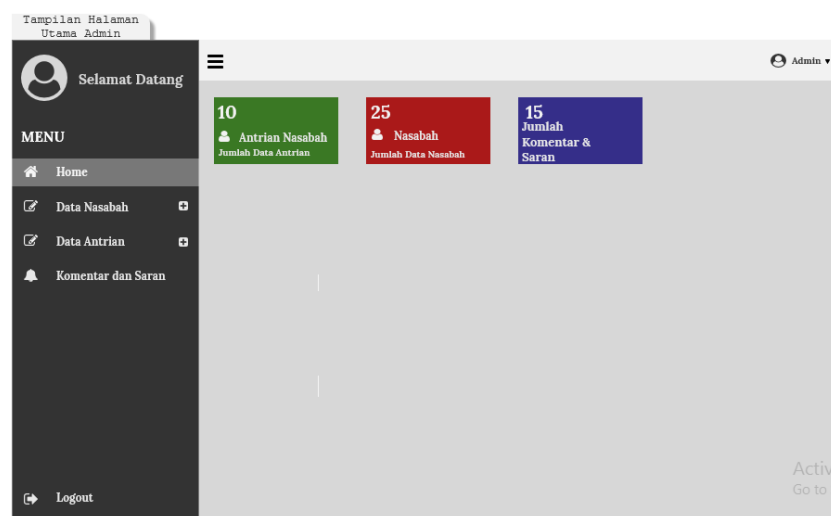 Tampilan Halaman
Utama Admin
Selamat Datang
Admin
MENU
Home
Data Nasabah
Data Antrian
Komentar dan Saran
Logout
10
Antrian Nasabah
Jumlah Data Antrian
25
Nasabah
Jumlah Data Nasabah
15
Jumlah
Komentar &
Saran
Activ
Go to